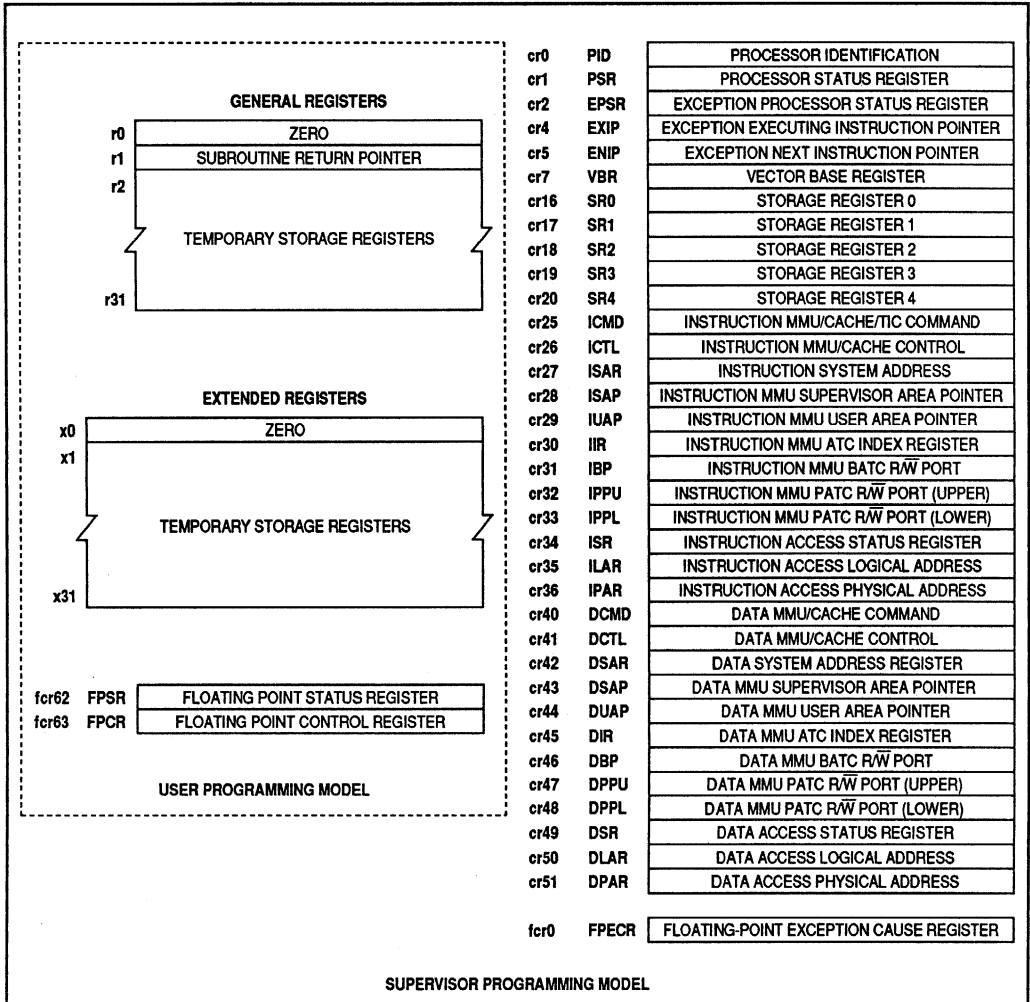 GENERAL REGISTERS
r0 ZERO
r1 SUBROUTINE RETURN POINTER
r2
TEMPORARY STORAGE REGISTERS
r31
EXTENDED REGISTERS
x0 ZERO
x1
TEMPORARY STORAGE REGISTERS
x31
fcr62 FPSR FLOATING POINT STATUS REGISTER
fcr63 FPCR FLOATING POINT CONTROL REGISTER
USER PROGRAMMING MODEL
cr0 PID PROCESSOR IDENTIFICATION
cr1 PSR PROCESSOR STATUS REGISTER
cr2 EPSR EXCEPTION PROCESSOR STATUS REGISTER
cr4 EXIP EXCEPTION EXECUTING INSTRUCTION POINTER
cr5 ENIP EXCEPTION NEXT INSTRUCTION POINTER
cr7 VBR VECTOR BASE REGISTER
cr16 SR0 STORAGE REGISTER 0
cr17 SR1 STORAGE REGISTER 1
cr18 SR2 STORAGE REGISTER 2
cr19 SR3 STORAGE REGISTER 3
cr20 SR4 STORAGE REGISTER 4
cr25 ICMD INSTRUCTION MMU/CACHE/TIC COMMAND
cr26 ICTL INSTRUCTION MMU/CACHE CONTROL
cr27 ISAR INSTRUCTION SYSTEM ADDRESS
cr28 ISAP INSTRUCTION MMU SUPERVISOR AREA POINTER
cr29 IUAP INSTRUCTION MMU USER AREA POINTER
cr30 IIR INSTRUCTION MMU ATC INDEX REGISTER
cr31 IBP INSTRUCTION MMU BATC R/W̅ PORT
cr32 IPPU INSTRUCTION MMU PATC R/W̅ PORT (UPPER)
cr33 IPPL INSTRUCTION MMU PATC R/W̅ PORT (LOWER)
cr34 ISR INSTRUCTION ACCESS STATUS REGISTER
cr35 ILAR INSTRUCTION ACCESS LOGICAL ADDRESS
cr36 IPAR INSTRUCTION ACCESS PHYSICAL ADDRESS
cr40 DCMD DATA MMU/CACHE COMMAND
cr41 DCTL DATA MMU/CACHE CONTROL
cr42 DSAR DATA SYSTEM ADDRESS REGISTER
cr43 DSAP DATA MMU SUPERVISOR AREA POINTER
cr44 DUAP DATA MMU USER AREA POINTER
cr45 DIR DATA MMU ATC INDEX REGISTER
cr46 DBP DATA MMU BATC R/W̅ PORT
cr47 DPPU DATA MMU PATC R/W̅ PORT (UPPER)
cr48 DPPL DATA MMU PATC R/W̅ PORT (LOWER)
cr49 DSR DATA ACCESS STATUS REGISTER
cr50 DLAR DATA ACCESS LOGICAL ADDRESS
cr51 DPAR DATA ACCESS PHYSICAL ADDRESS
fcr0 FPECR FLOATING-POINT EXCEPTION CAUSE REGISTER
SUPERVISOR PROGRAMMING MODEL